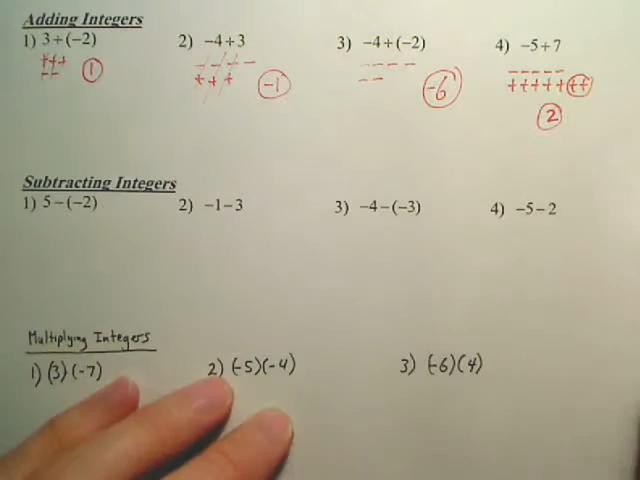 Adding Integers
1) 3+(−2) 2) −4+3 3) −4+(−2) 4) −5+7
+++ − − − − − − − − − − − − −
−− + + + − − + + + + + + +
1 −1 −6 2
Subtracting Integers
1) 5−(−2) 2) −1−3 3) −4−(−3) 4) −5−2
Multiplying Integers
1) (3)(-7) 2) (-5)(-4) 3) (-6)(4)